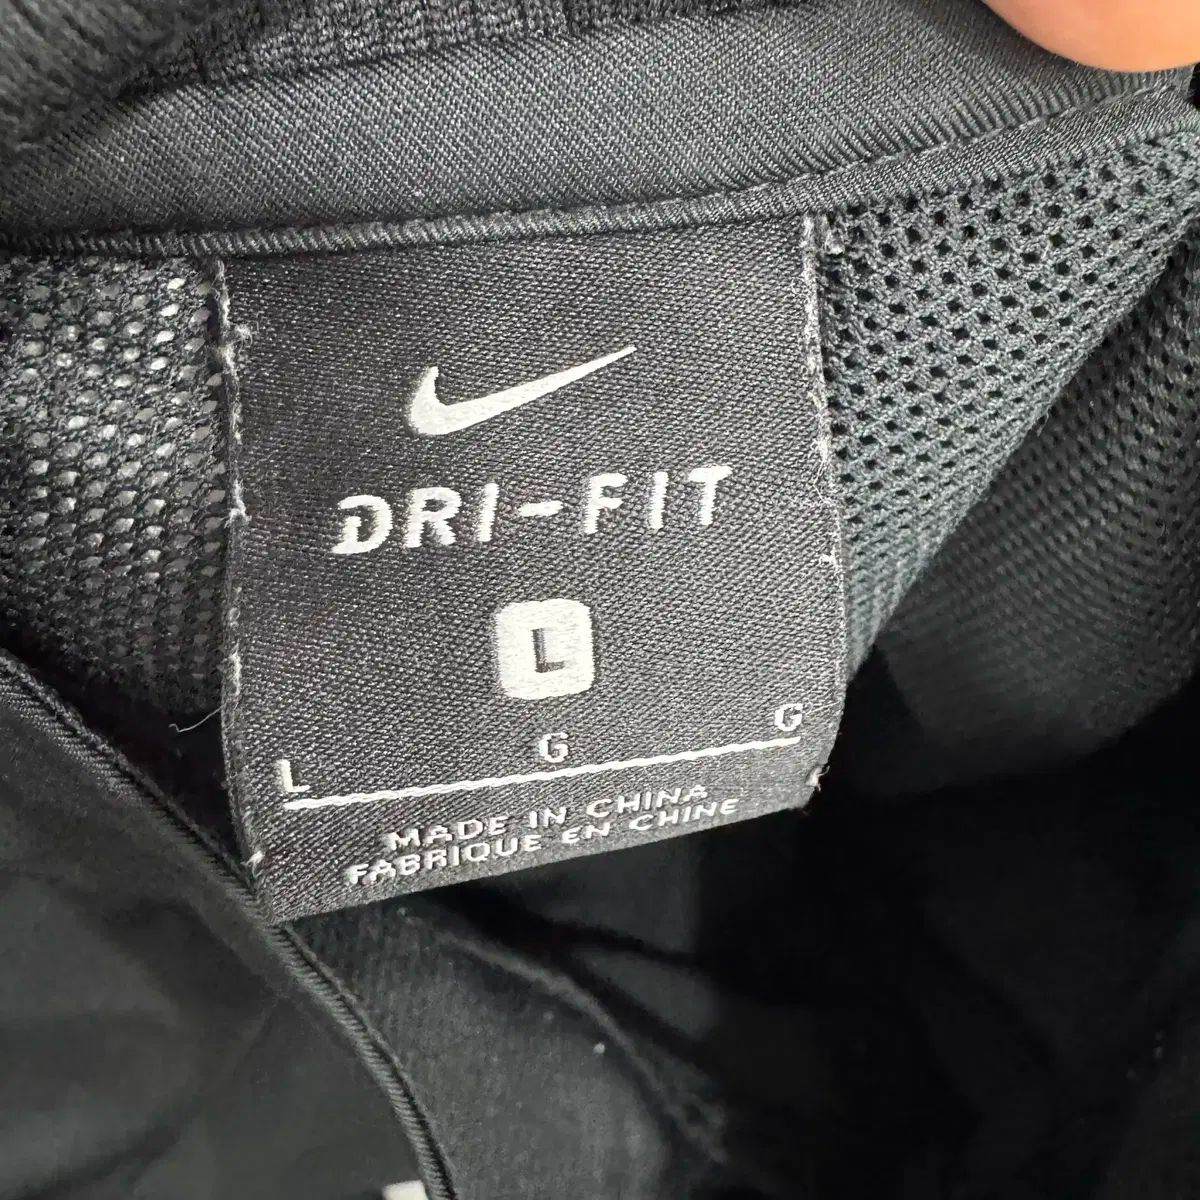 DRI-FIT
L
L G G
MADE IN CHINA
FABRIQUE EN CHINE